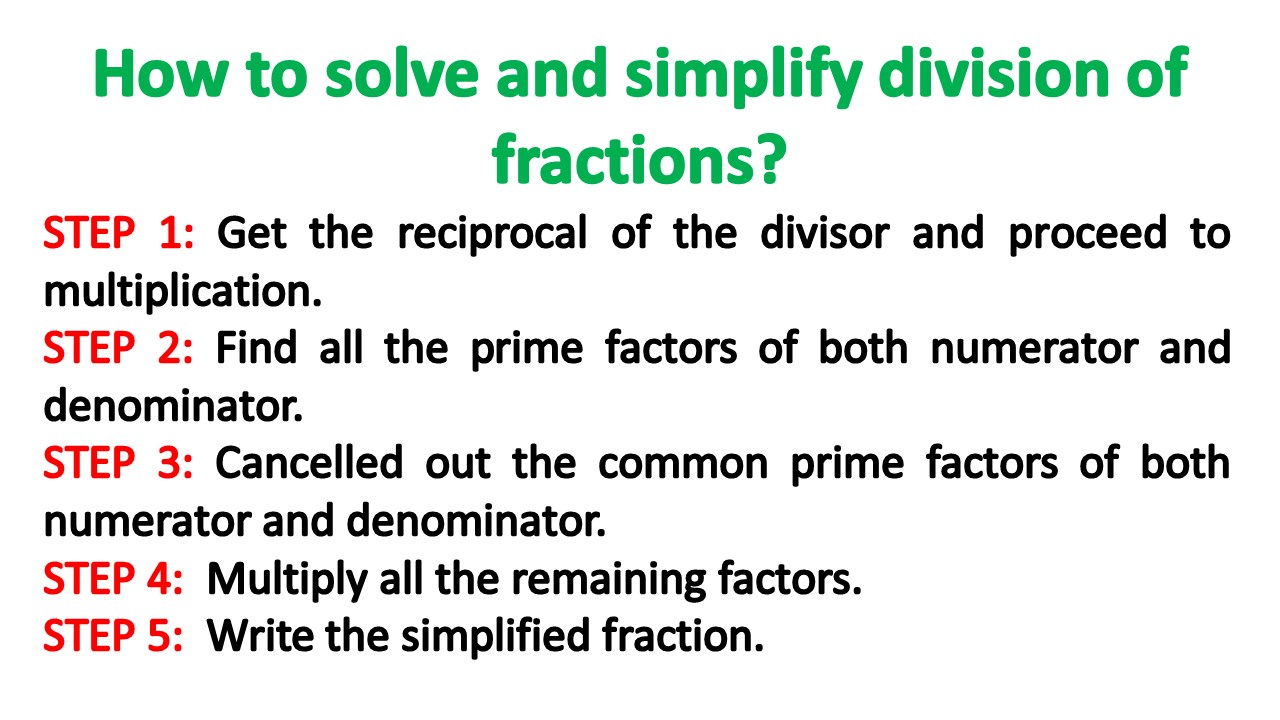 How to solve and simplify division of
fractions?
STEP 1: Get the reciprocal of the divisor and proceed to
multiplication.
STEP 2: Find all the prime factors of both numerator and
denominator.
STEP 3: Cancelled out the common prime factors of both
numerator and denominator.
STEP 4: Multiply all the remaining factors.
STEP 5: Write the simplified fraction.